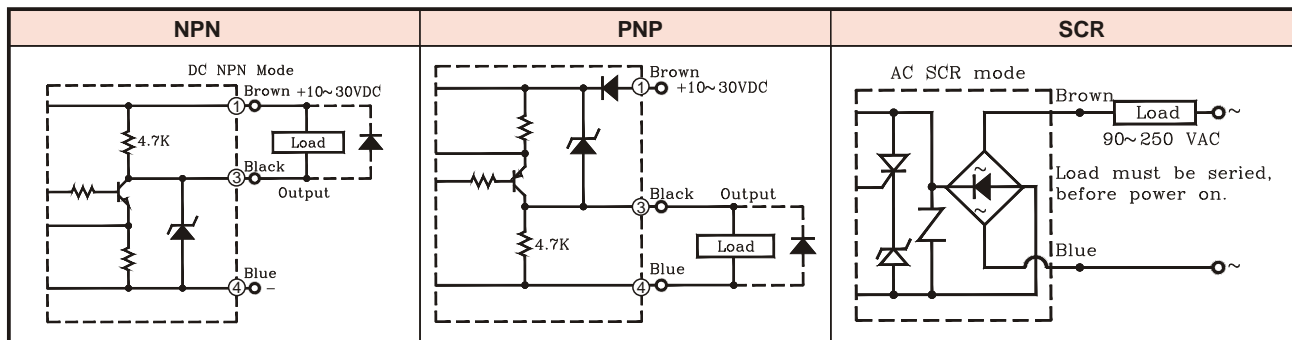 NPN
PNP
SCR
DC NPN Mode
Brown +10~30VDC
1
4.7K
Load
Black
3
Output
Blue
4
−
Brown
1
+10~30VDC
Black
3
Output
4.7K
Load
Blue
4
AC SCR mode
Brown
Load
~
90~250 VAC
~
Load must be seried,
before power on.
~
Blue
~